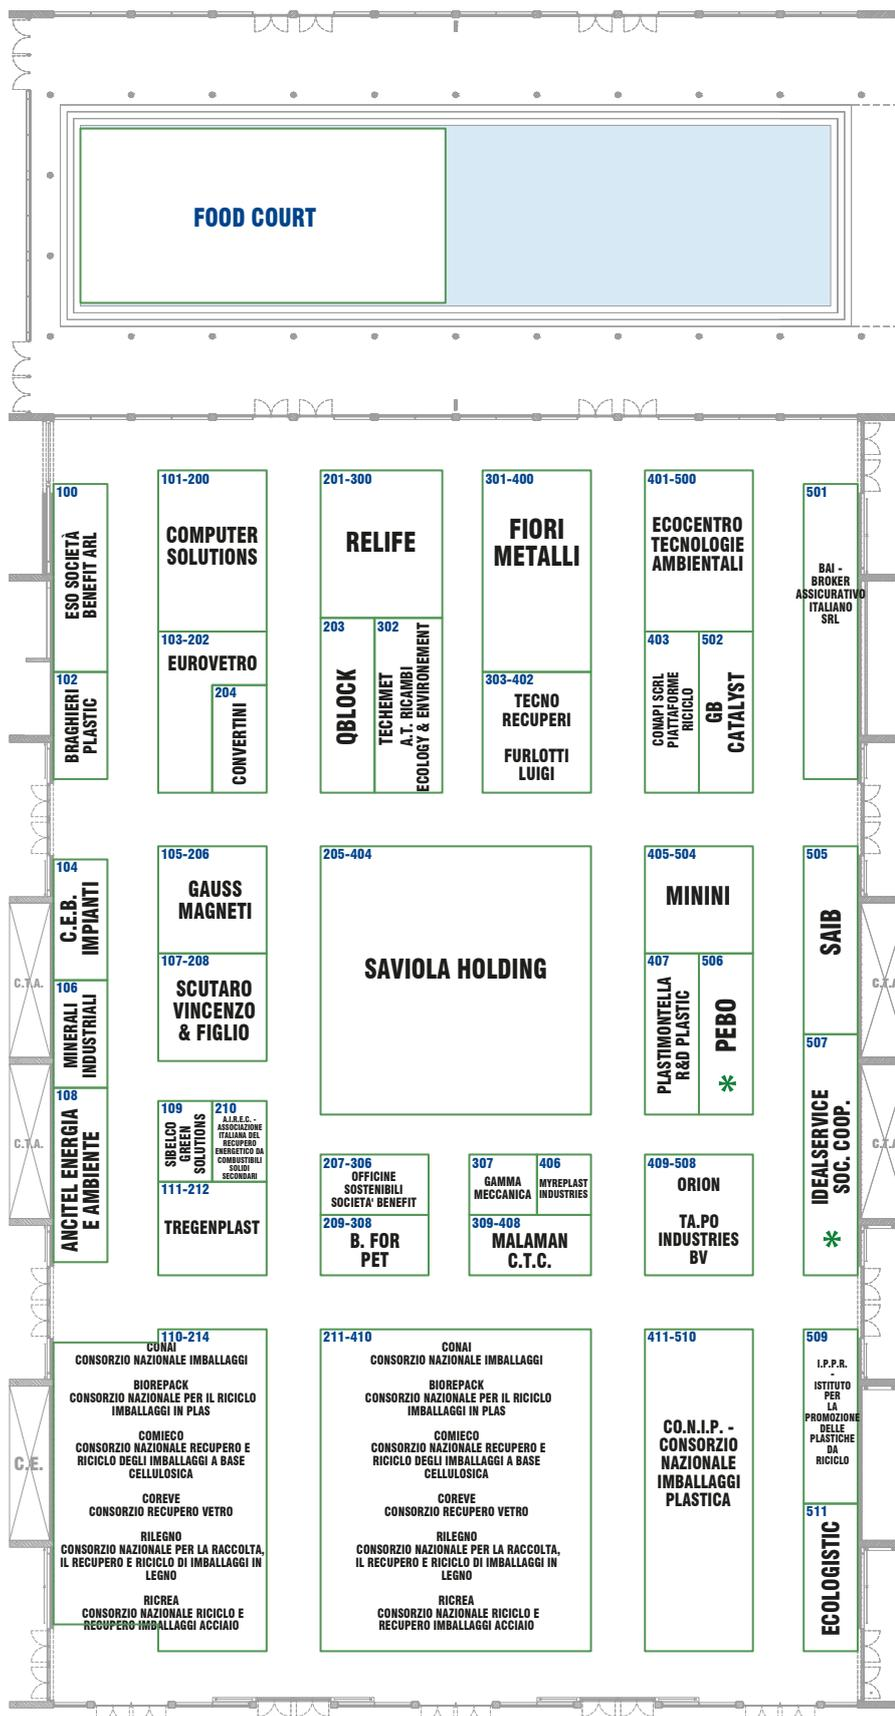 FOOD COURT
100
ESO SOCIETÀ
BENEFIT ARL
101-200
COMPUTER
SOLUTIONS
201-300
RELIFE
301-400
FIORI
METALLI
401-500
ECOCENTRO
TECNOLOGIE
AMBIENTALI
501
BAI -
BROKER
ASSICURATIVO
ITALIANO
SRL
102
BRAGHIERI
PLASTIC
103-202
EUROVETRO
204
CONVERTINI
203
QBLOCK
302
TECHEMET
A.T. RICAMBI
ECOLOGY & ENVIRONEMENT
303-402
TECNO
RECUPERI
FURLOTTI
LUIGI
403
CONAPI SCRL
PIATTAFORME
RICICLO
502
GB
CATALYST
104
C.E.B.
IMPIANTI
105-206
GAUSS
MAGNETI
205-404
SAVIOLA HOLDING
405-504
MININI
505
SAIB
C.T.A.
106
MINERALI
INDUSTRIALI
107-208
SCUTARO
VINCENZO
& FIGLIO
407
PLASTIMONTELLA
R&D PLASTIC
506
PEBO
*
C.T.A
507
IDEALSERVICE
SOC. COOP.
*
C.T.A.
108
ANCITEL ENERGIA
E AMBIENTE
109
SIBELCO
GREEN
SOLUTIONS
210
A.I.R.E.C. -
ASSOCIAZIONE
ITALIANA DEL
RECUPERO
ENERGETICO DA
COMBUSTIBILI
SOLIDI
SECONDARI
C.T.A
111-212
TREGENPLAST
207-306
OFFICINE
SOSTENIBILI
SOCIETA' BENEFIT
209-308
B. FOR
PET
307
GAMMA
MECCANICA
406
MYREPLAST
INDUSTRIES
309-408
MALAMAN
C.T.C.
409-508
ORION
TA.PO
INDUSTRIES
BV
110-214
CONAI
CONSORZIO NAZIONALE IMBALLAGGI
BIOREPACK
CONSORZIO NAZIONALE PER IL RICICLO
IMBALLAGGI IN PLAS
COMIECO
CONSORZIO NAZIONALE RECUPERO E
RICICLO DEGLI IMBALLAGGI A BASE
CELLULOSICA
COREVE
CONSORZIO RECUPERO VETRO
RILEGNO
CONSORZIO NAZIONALE PER LA RACCOLTA,
IL RECUPERO E RICICLO DI IMBALLAGGI IN
LEGNO
RICREA
CONSORZIO NAZIONALE RICICLO E
RECUPERO IMBALLAGGI ACCIAIO
C.E.
211-410
CONAI
CONSORZIO NAZIONALE IMBALLAGGI
BIOREPACK
CONSORZIO NAZIONALE PER IL RICICLO
IMBALLAGGI IN PLAS
COMIECO
CONSORZIO NAZIONALE RECUPERO E
RICICLO DEGLI IMBALLAGGI A BASE
CELLULOSICA
COREVE
CONSORZIO RECUPERO VETRO
RILEGNO
CONSORZIO NAZIONALE PER LA RACCOLTA,
IL RECUPERO E RICICLO DI IMBALLAGGI IN
LEGNO
RICREA
CONSORZIO NAZIONALE RICICLO E
RECUPERO IMBALLAGGI ACCIAIO
411-510
CO.N.I.P. -
CONSORZIO
NAZIONALE
IMBALLAGGI
PLASTICA
509
I.P.P.R.
-
ISTITUTO
PER
LA
PROMOZIONE
DELLE
PLASTICHE
DA
RICICLO
511
ECOLOGISTIC